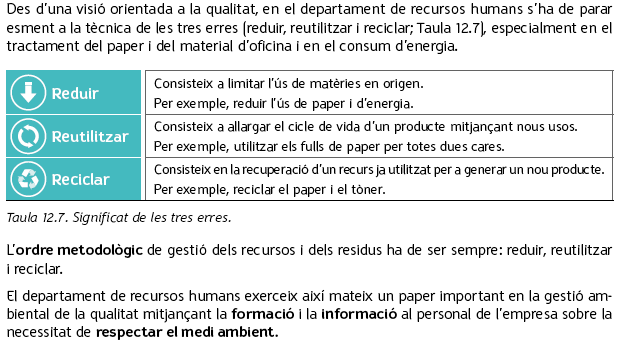 Des d'una visió orientada a la qualitat, en el departament de recursos humans s'ha de parar
esment a la tècnica de les tres erres (reduir, reutilitzar i reciclar; Taula 12.7), especialment en el
tractament del paper i del material d'oficina i en el consum d'energia.
Reduir
Consisteix a limitar l'ús de matèries en origen.
Per exemple, reduir l'ús de paper i d'energia.
Reutilitzar
Consisteix a allargar el cicle de vida d'un producte mitjançant nous usos.
Per exemple, utilitzar els fulls de paper per totes dues cares.
Reciclar
Consisteix en la recuperació d'un recurs ja utilitzat per a generar un nou producte.
Per exemple, reciclar el paper i el tòner.
Taula 12.7. Significat de les tres erres.
L'ordre metodològic de gestió dels recursos i dels residus ha de ser sempre: reduir, reutilitzar
i reciclar.
El departament de recursos humans exerceix així mateix un paper important en la gestió am-
biental de la qualitat mitjançant la formació i la informació al personal de l'empresa sobre la
necessitat de respectar el medi ambient.